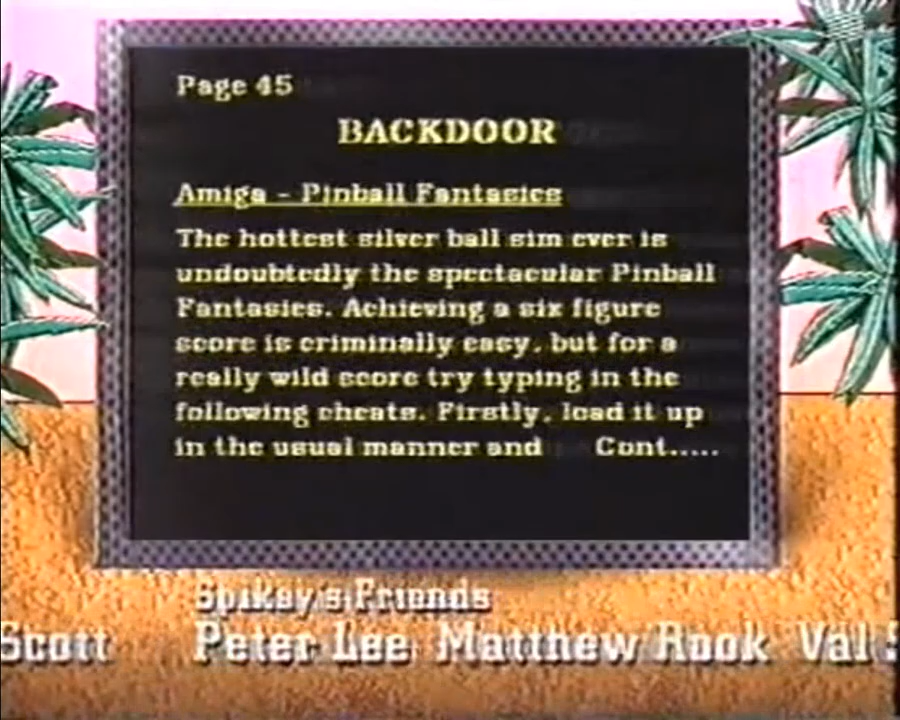 Page 45
BACKDOOR
Amiga - Pinball Fantasies
The hottest silver ball sim ever is
undoubtedly the spectacular Pinball
Fantasies. Achieving a six figure
score is criminally easy, but for a
really wild score try typing in the
following cheats. Firstly, load it up
in the usual manner and Cont.....
Spikey's Friends
Scott Peter Lee Matthew Rook Val S